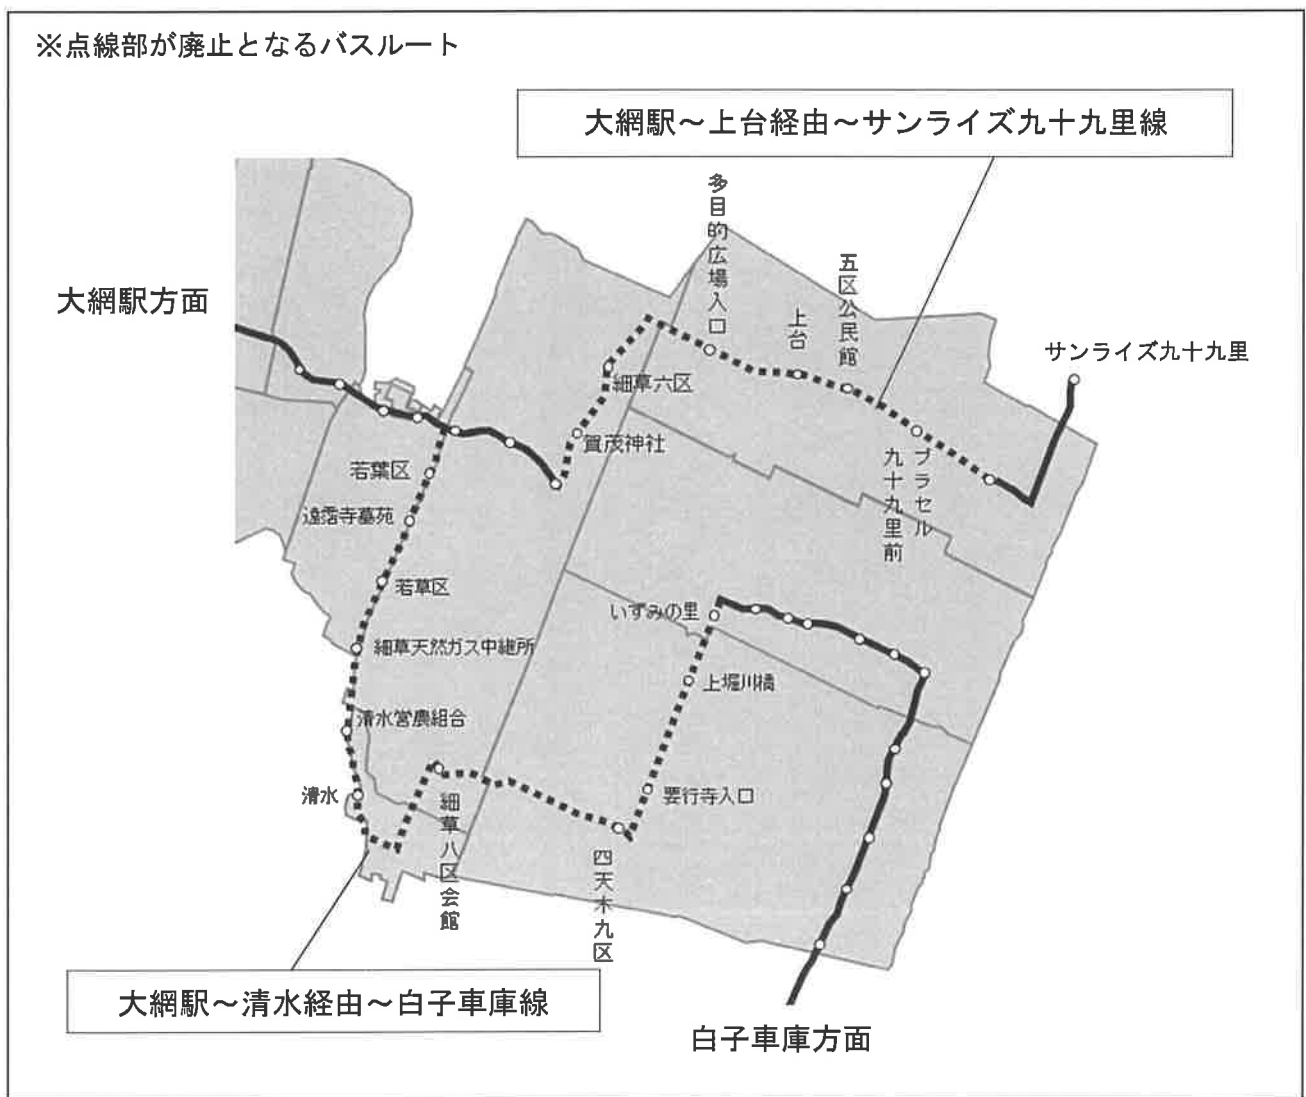 ※点線部が廃止となるバスルート
大網駅～上台経由～サンライズ九十九里線
多目的広場入口
五区公民館
上台
大網駅方面
サンライズ九十九里
細草六区
賀茂神社
ブラセル
九十九里前
若葉区
遠霑寺墓苑
若草区
いずみの里
細草天然ガス中継所
上堀川橋
清水営農組合
清水
要行寺入口
細草八区会館
四天木九区
大網駅～清水経由～白子車庫線
白子車庫方面